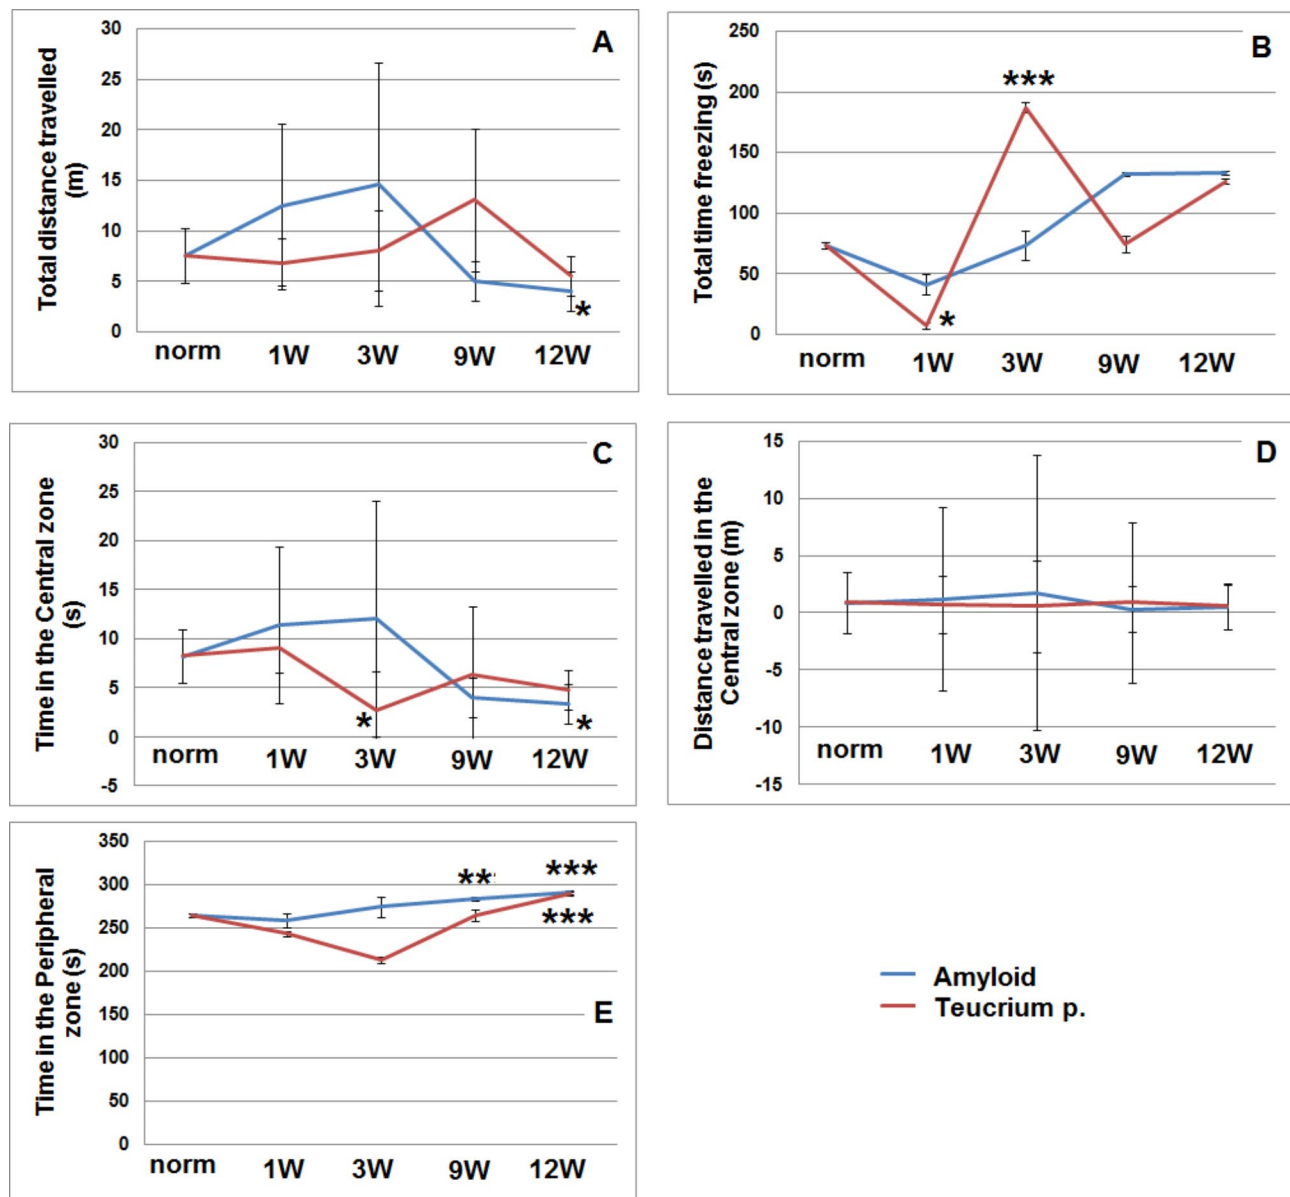 A
Total distance travelled
(m)
30
25
20
15
10
5
0
*
norm 1W 3W 9W 12W
B
Total time freezing (s)
250
200
150
100
50
0
***
*
norm 1W 3W 9W 12W
C
Time in the Central zone
(s)
30
25
20
15
10
5
0
-5
* *
norm 1W 3W 9W 12W
D
Distance travelled in the
Central zone (m)
15
10
5
0
-5
-10
-15
norm 1W 3W 9W 12W
E
Time in the Peripheral
zone (s)
350
300
250
200
150
100
50
0
*** ***
***
norm 1W 3W 9W 12W
Amyloid
Teucrium p.